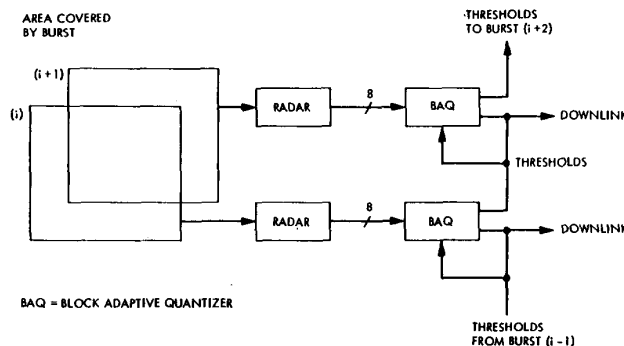 AREA COVERED
BY BURST
THRESHOLDS
TO BURST (i+2)
(i+1)
(i)
RADAR
8
BAQ
DOWNLINK
THRESHOLDS
RADAR
8
BAQ
DOWNLINK
BAQ = BLOCK ADAPTIVE QUANTIZER
THRESHOLDS
FROM BURST (i-1)